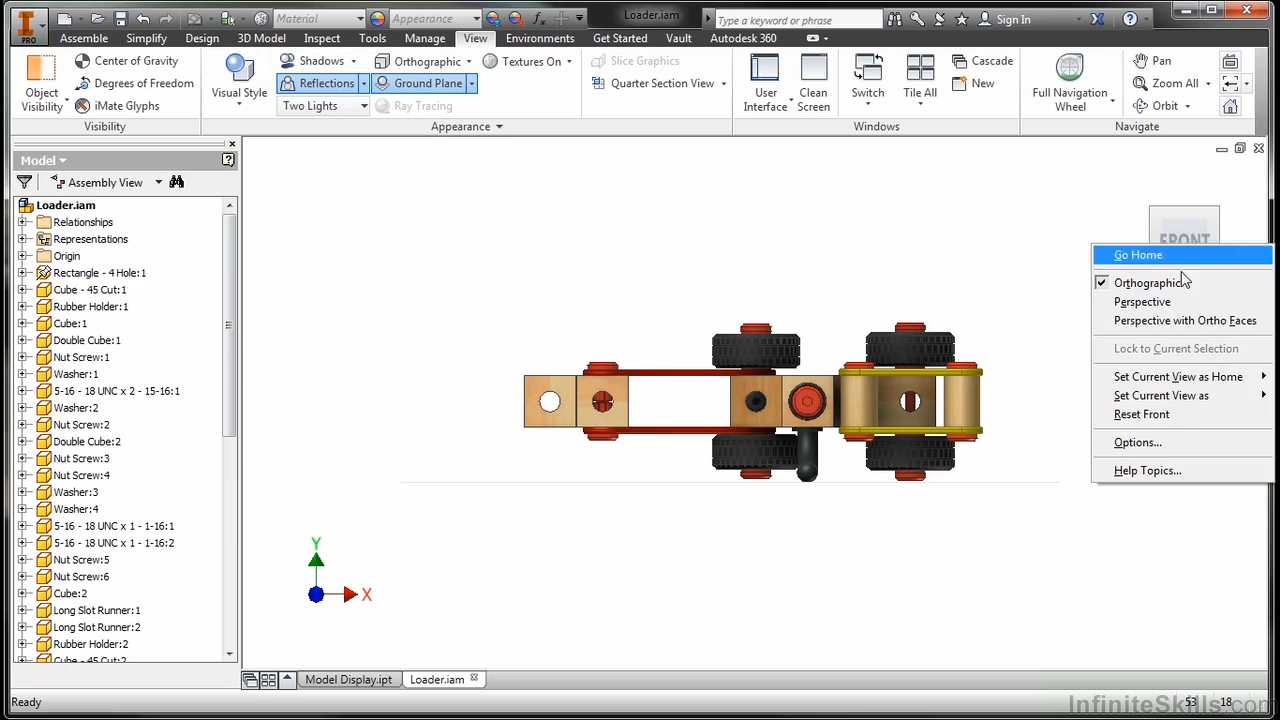 Material
Appearance
Loader.iam
Type a keyword or phrase
Sign In
PRO
Assemble
Simplify
Design
3D Model
Inspect
Tools
Manage
View
Environments
Get Started
Vault
Autodesk 360
Object
Visibility
Center of Gravity
Degrees of Freedom
iMate Glyphs
Visibility
Visual Style
Shadows
Reflections
Two Lights
Orthographic
Ground Plane
Ray Tracing
Textures On
Appearance
Slice Graphics
Quarter Section View
User
Interface
Clean
Screen
Switch
Tile All
Cascade
New
Windows
Full Navigation
Wheel
Pan
Zoom All
Orbit
Navigate
Model
Assembly View
Loader.iam
Relationships
Representations
Origin
Rectangle - 4 Hole:1
Cube - 45 Cut:1
Rubber Holder:1
Cube:1
Double Cube:1
Nut Screw:1
Washer:1
5-16 - 18 UNC x 2 - 15-16:1
Washer:2
Nut Screw:2
Double Cube:2
Nut Screw:3
Nut Screw:4
Washer:3
Washer:4
5-16 - 18 UNC x 1 - 1-16:1
5-16 - 18 UNC x 1 - 1-16:2
Nut Screw:5
Nut Screw:6
Cube:2
Long Slot Runner:1
Long Slot Runner:2
Rubber Holder:2
Cube - 45 Cut:2
FRONT
Go Home
Orthographic
Perspective
Perspective with Ortho Faces
Lock to Current Selection
Set Current View as Home
Set Current View as
Reset Front
Options...
Help Topics...
Y
X
Model Display.ipt
Loader.iam
Ready
53
18
InfiniteSkills.com